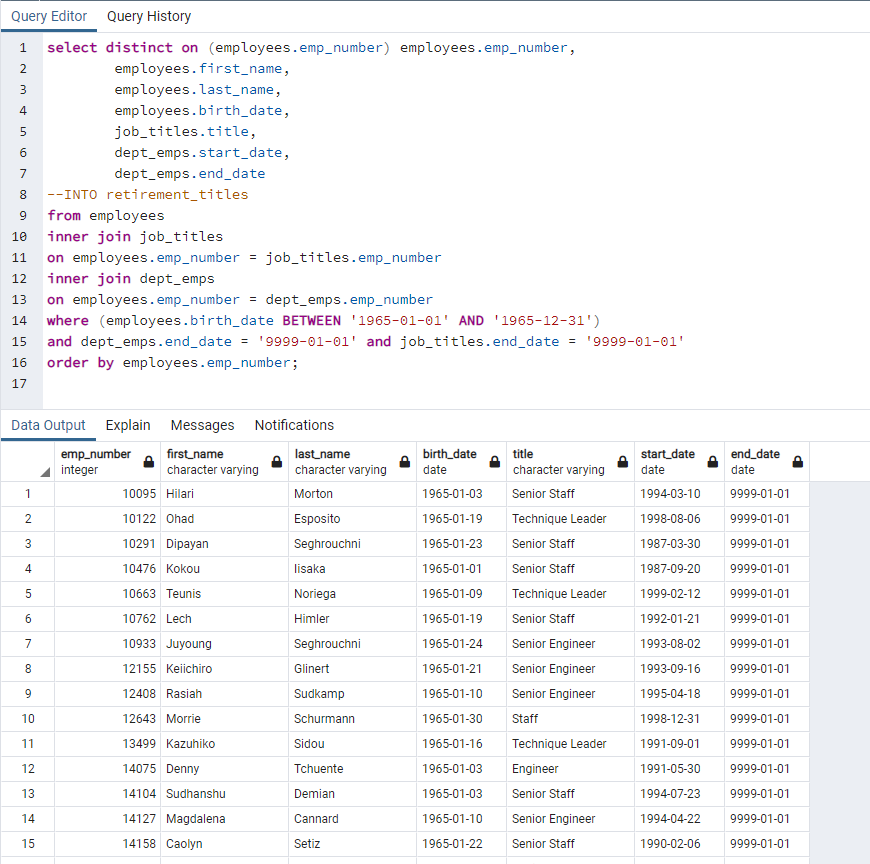 Query Editor Query History
1 select distinct on (employees.emp_number) employees.emp_number,
2 employees.first_name,
3 employees.last_name,
4 employees.birth_date,
5 job_titles.title,
6 dept_emps.start_date,
7 dept_emps.end_date
8 --INTO retirement_titles
9 from employees
10 inner join job_titles
11 on employees.emp_number = job_titles.emp_number
12 inner join dept_emps
13 on employees.emp_number = dept_emps.emp_number
14 where (employees.birth_date BETWEEN '1965-01-01' AND '1965-12-31')
15 and dept_emps.end_date = '9999-01-01' and job_titles.end_date = '9999-01-01'
16 order by employees.emp_number;
17
Data Output Explain Messages Notifications
emp_number first_name last_name birth_date title start_date end_date
integer character varying character varying date character varying date date
1 10095 Hilari Morton 1965-01-03 Senior Staff 1994-03-10 9999-01-01
2 10122 Ohad Esposito 1965-01-19 Technique Leader 1998-08-06 9999-01-01
3 10291 Dipayan Seghrouchni 1965-01-23 Senior Staff 1987-03-30 9999-01-01
4 10476 Kokou Iisaka 1965-01-01 Senior Staff 1987-09-20 9999-01-01
5 10663 Teunis Noriega 1965-01-09 Technique Leader 1999-02-12 9999-01-01
6 10762 Lech Himler 1965-01-19 Senior Staff 1992-01-21 9999-01-01
7 10933 Juyoung Seghrouchni 1965-01-24 Senior Engineer 1993-08-02 9999-01-01
8 12155 Keiichiro Glinert 1965-01-21 Senior Engineer 1993-09-16 9999-01-01
9 12408 Rasiah Sudkamp 1965-01-10 Senior Engineer 1995-04-18 9999-01-01
10 12643 Morrie Schurmann 1965-01-30 Staff 1998-12-31 9999-01-01
11 13499 Kazuhiko Sidou 1965-01-16 Technique Leader 1991-09-01 9999-01-01
12 14075 Denny Tchuente 1965-01-03 Engineer 1991-05-30 9999-01-01
13 14104 Sudhanshu Demian 1965-01-03 Senior Staff 1994-07-23 9999-01-01
14 14127 Magdalena Cannard 1965-01-10 Senior Engineer 1994-04-22 9999-01-01
15 14158 Caolyn Setiz 1965-01-22 Senior Staff 1990-02-06 9999-01-01